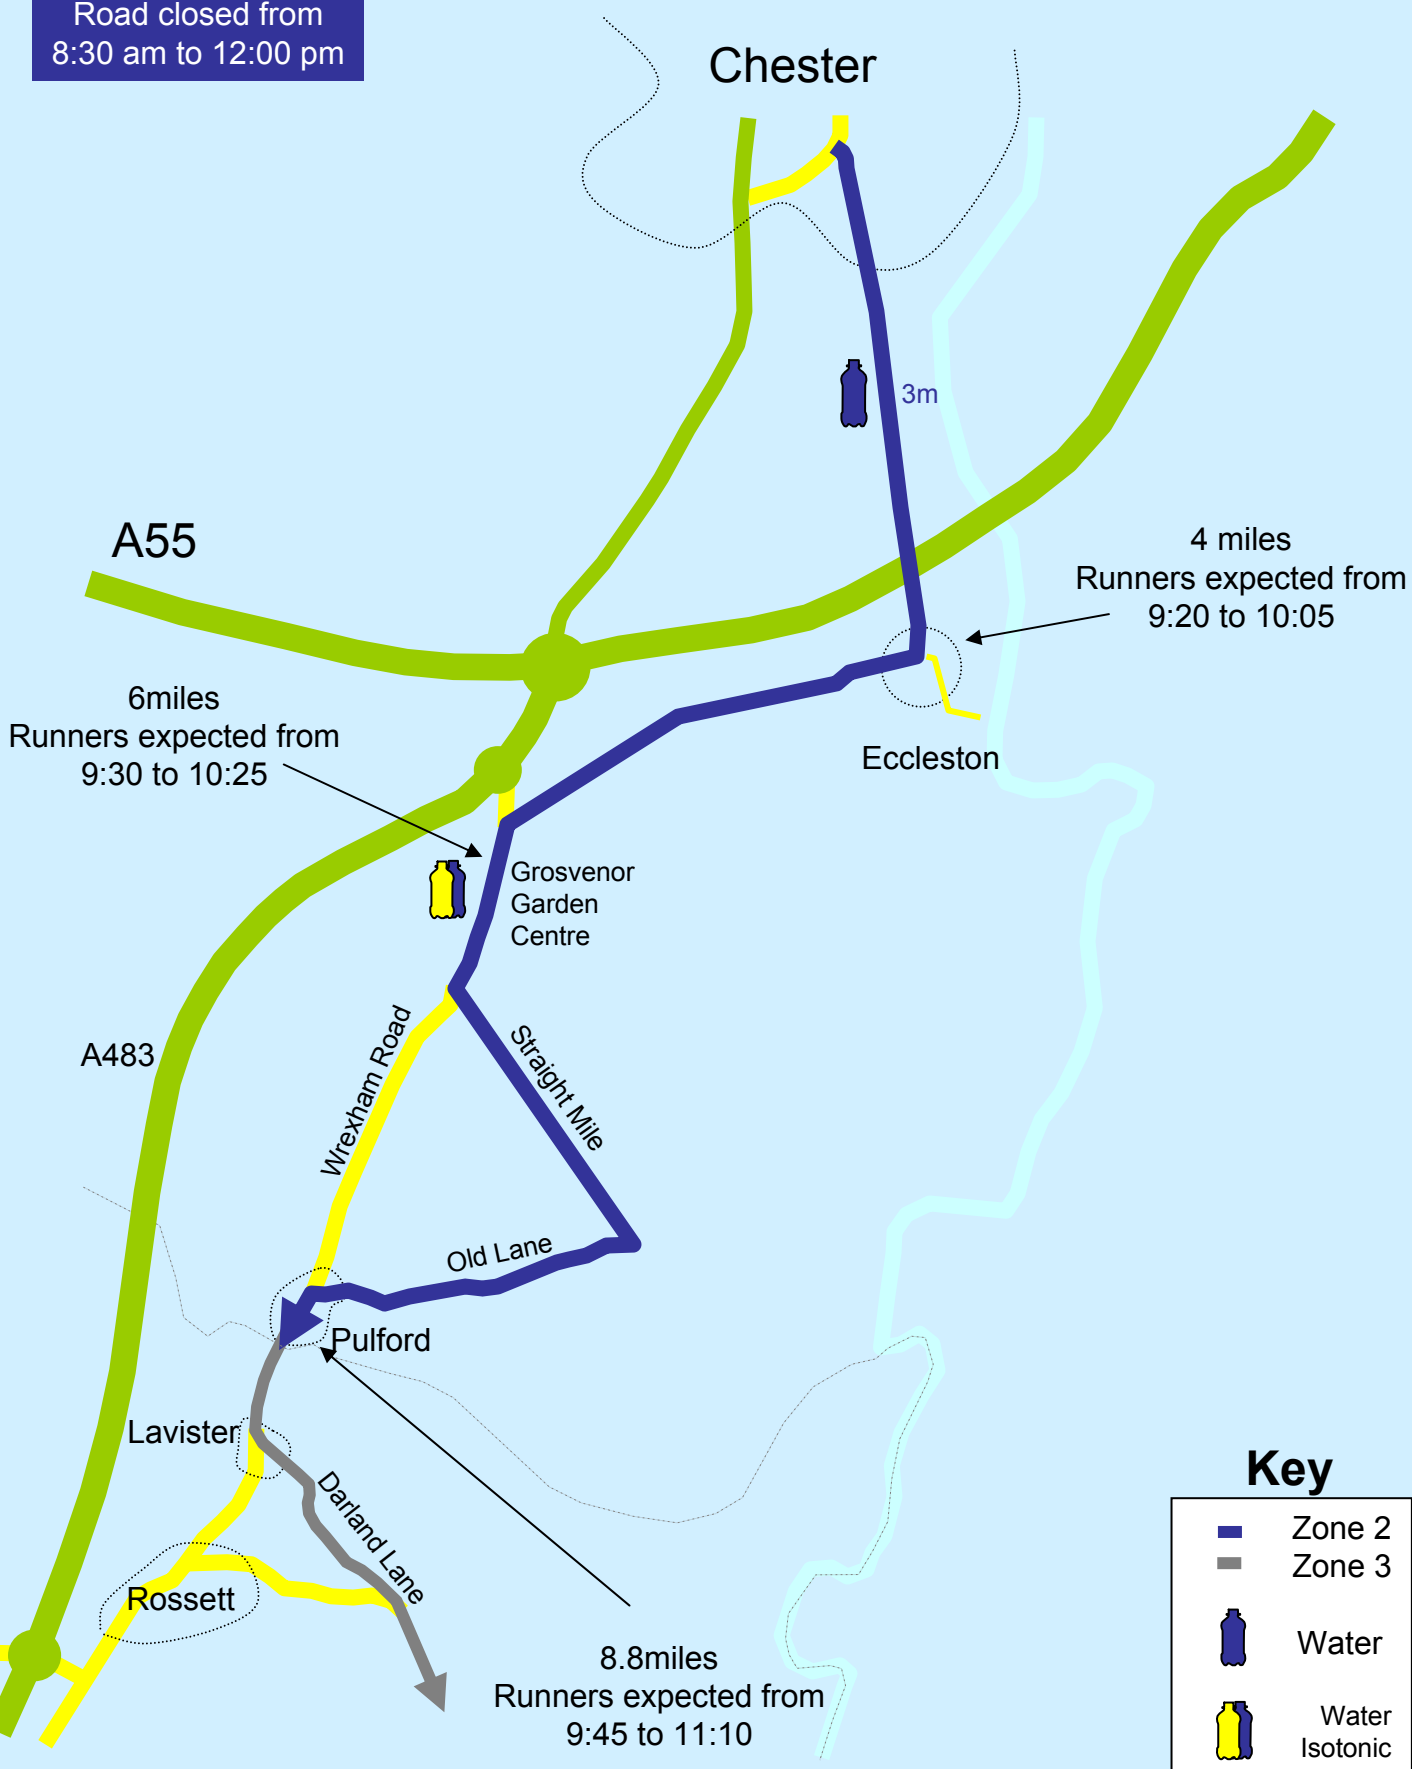 Road closed from
8:30 am to 12:00 pm
Chester
3m
A55
4 miles
Runners expected from
9:20 to 10:05
6miles
Runners expected from
9:30 to 10:25
Eccleston
Grosvenor
Garden
Centre
A483
Wrexham Road
Straight Mile
Old Lane
Pulford
Lavister
Darland Lane
Rossett
8.8miles
Runners expected from
9:45 to 11:10
Key
Zone 2
Zone 3
Water
Water
Isotonic